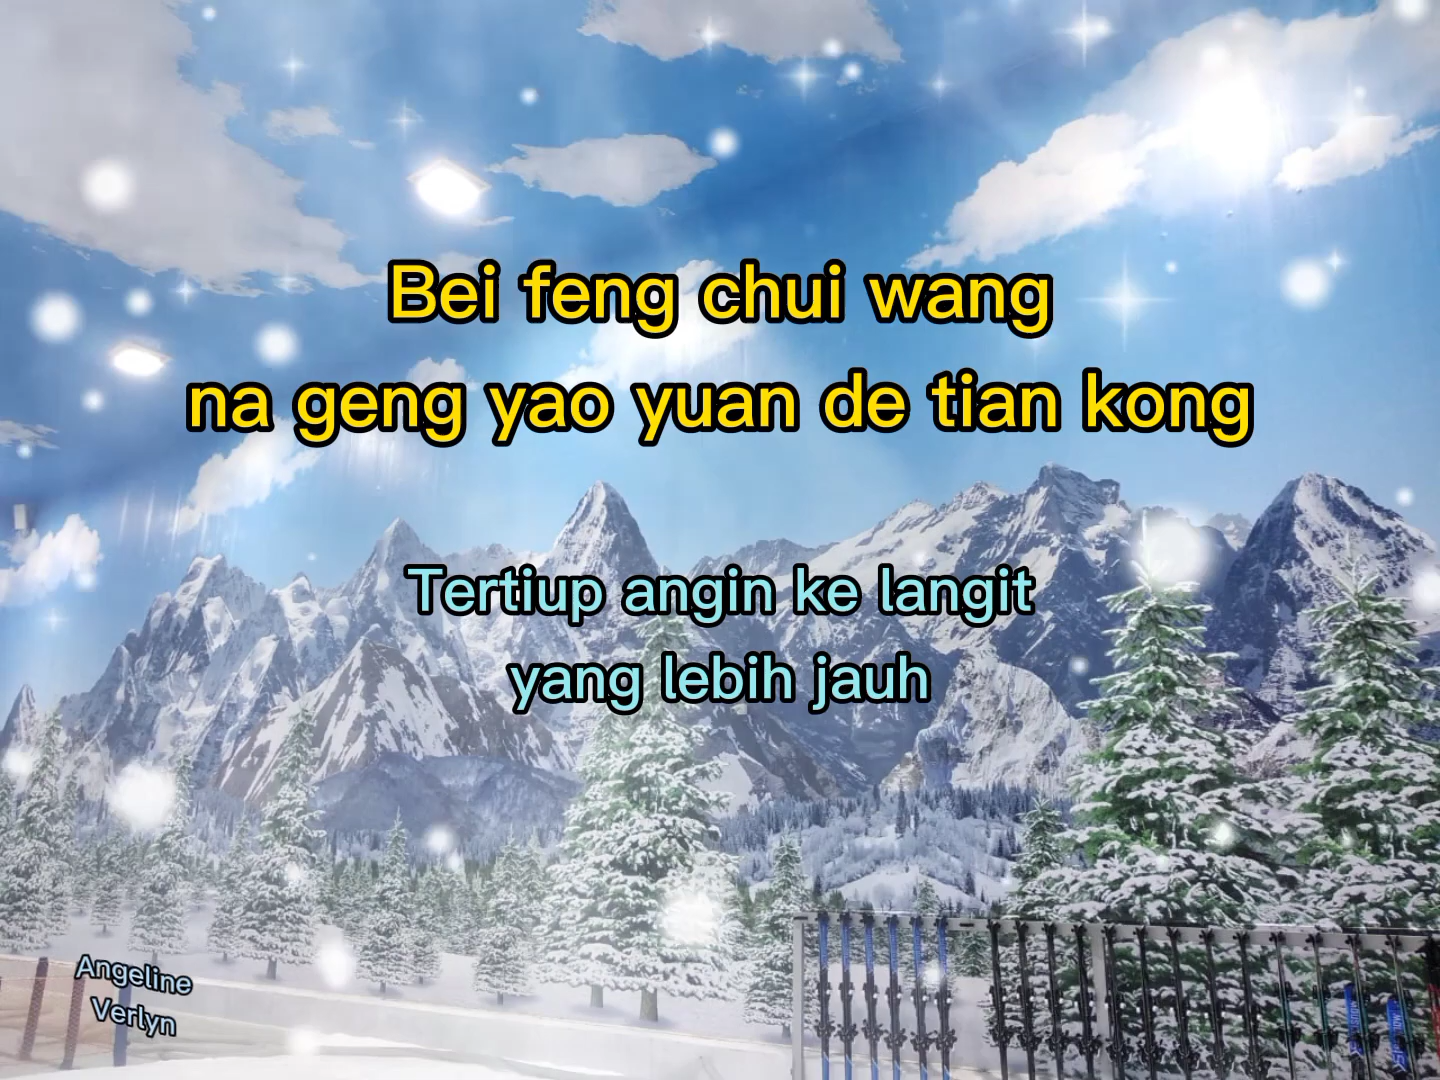 Bei feng chui wang
na geng yao yuan de tian kong
Tertiup angin ke langit
yang lebih jauh
Angeline
Verlyn